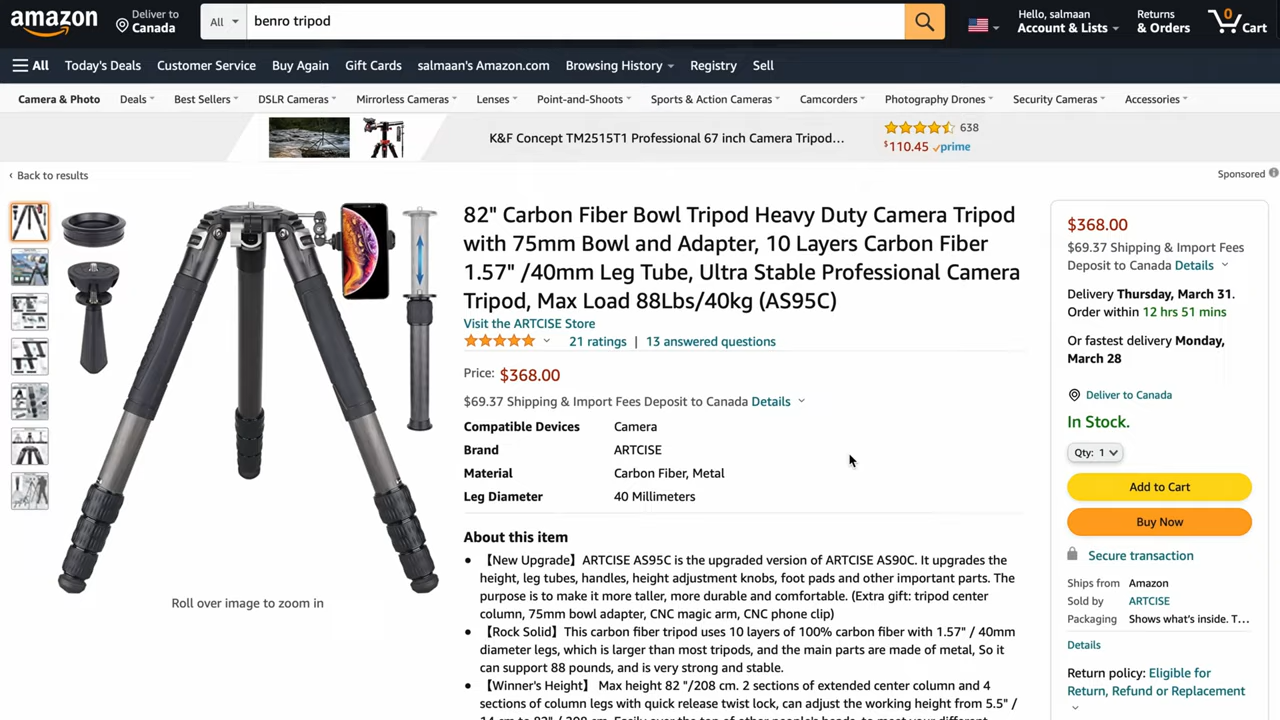 amazon
Deliver to
Canada
All
benro tripod
Hello, salmaan
Account & Lists
Returns
& Orders
0
Cart
All
Today's Deals
Customer Service
Buy Again
Gift Cards
salmaan's Amazon.com
Browsing History
Registry
Sell
Camera & Photo
Deals
Best Sellers
DSLR Cameras
Mirrorless Cameras
Lenses
Point-and-Shoots
Sports & Action Cameras
Camcorders
Photography Drones
Security Cameras
Accessories
K&F Concept TM2515T1 Professional 67 inch Camera Tripod…
638
$110.45 prime
‹ Back to results
Sponsored
82" Carbon Fiber Bowl Tripod Heavy Duty Camera Tripod
with 75mm Bowl and Adapter, 10 Layers Carbon Fiber
1.57" /40mm Leg Tube, Ultra Stable Professional Camera
Tripod, Max Load 88Lbs/40kg (AS95C)
Visit the ARTCISE Store
21 ratings | 13 answered questions
Price: $368.00
$69.37 Shipping & Import Fees Deposit to Canada Details
Compatible Devices Camera
Brand ARTCISE
Material Carbon Fiber, Metal
Leg Diameter 40 Millimeters
About this item
• 【New Upgrade】ARTCISE AS95C is the upgraded version of ARTCISE AS90C. It upgrades the
height, leg tubes, handles, height adjustment knobs, foot pads and other important parts. The
purpose is to make it more taller, more durable and comfortable. (Extra gift: tripod center
column, 75mm bowl adapter, CNC magic arm, CNC phone clip)
• 【Rock Solid】This carbon fiber tripod uses 10 layers of 100% carbon fiber with 1.57" / 40mm
diameter legs, which is larger than most tripods, and the main parts are made of metal, So it
can support 88 pounds, and is very strong and stable.
• 【Winner's Height】 Max height 82 "/208 cm. 2 sections of extended center column and 4
sections of column legs with quick release twist lock, can adjust the working height from 5.5" /
Roll over image to zoom in
$368.00
$69.37 Shipping & Import Fees
Deposit to Canada Details
Delivery Thursday, March 31.
Order within 12 hrs 51 mins
Or fastest delivery Monday,
March 28
Deliver to Canada
In Stock.
Qty: 1
Add to Cart
Buy Now
Secure transaction
Ships from Amazon
Sold by ARTCISE
Packaging Shows what's inside. T…
Details
Return policy: Eligible for
Return, Refund or Replacement